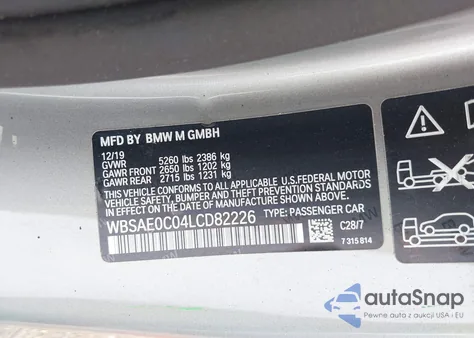 MFD BY BMW M GMBH
12/19
GVWR 5260 lbs 2386 kg
GAWR FRONT 2650 lbs 1202 kg
GAWR REAR 2715 lbs 1231 kg
THIS VEHICLE CONFORMS TO ALL APPLICABLE U.S.FEDERAL MOTOR
VEHICLE SAFETY, BUMPER AND THEFT PREVENTION STANDARDS
IN EFFECT ON THE DATE OF MANUFACTURE SHOWN ABOVE.
WBSAE0C04LCD82226 TYPE: PASSENGER CAR
C28/7
7 315 814
autoSnap
Pewne auta z aukcji USA i EU